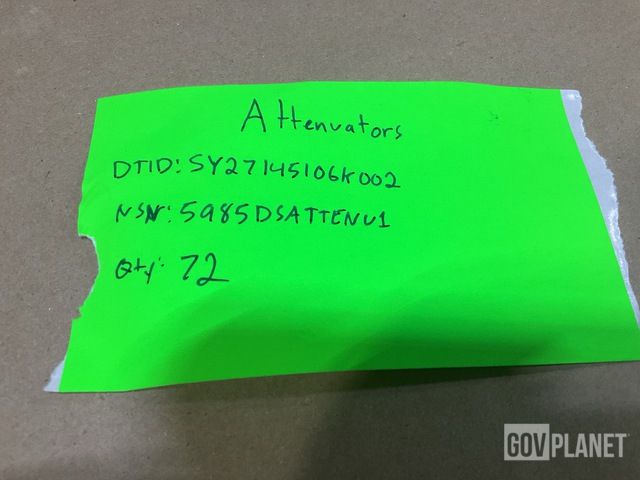 Attenuators
DTID: SY27145106K002
NSN: 5985DSATTENU1
Qty: 72
GOVPLANET